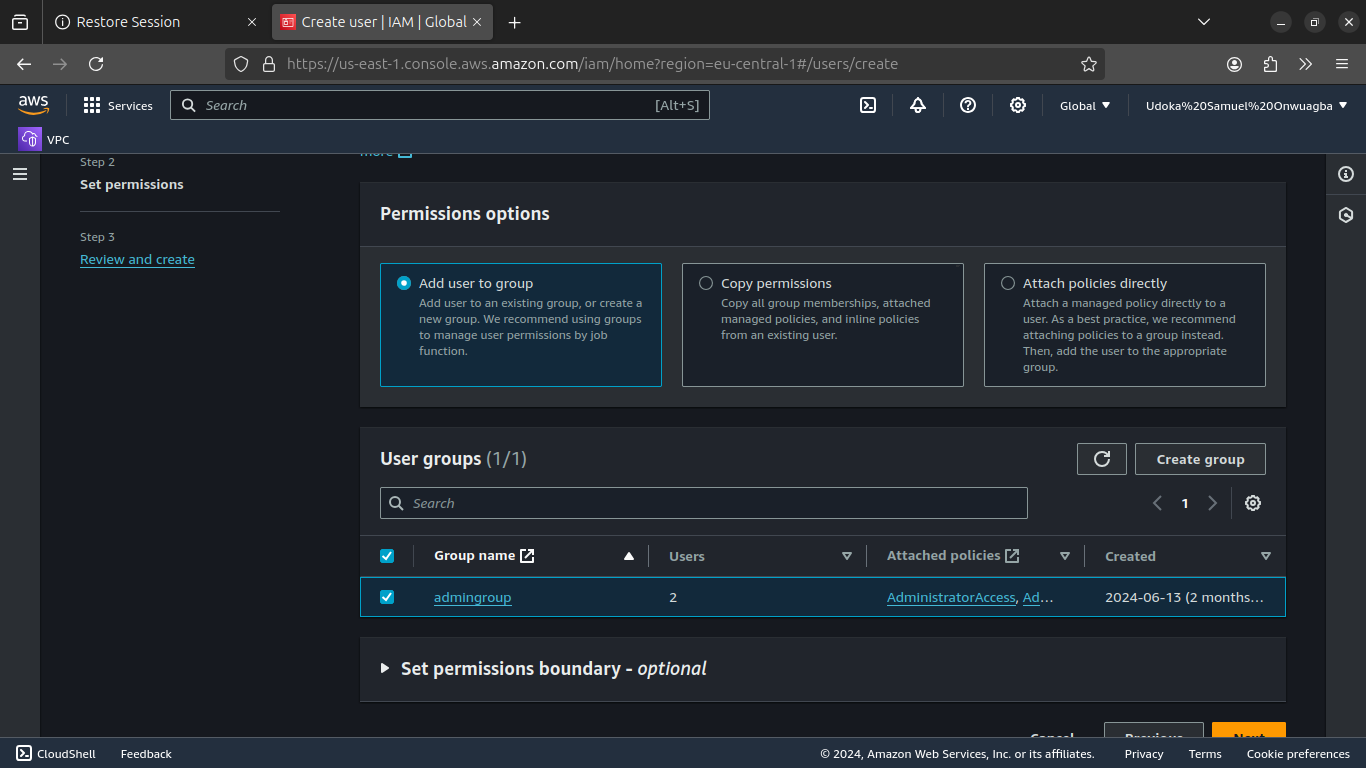 Restore Session
Create user | IAM | Global
https://us-east-1.console.aws.amazon.com/iam/home?region=eu-central-1#/users/create
aws
Services
Search
[Alt+S]
Global
Udoka%20Samuel%20Onwuagba
VPC
more
Step 2
Set permissions
Step 3
Review and create
Permissions options
Add user to group
Add user to an existing group, or create a
new group. We recommend using groups
to manage user permissions by job
function.
Copy permissions
Copy all group memberships, attached
managed policies, and inline policies
from an existing user.
Attach policies directly
Attach a managed policy directly to a
user. As a best practice, we recommend
attaching policies to a group instead.
Then, add the user to the appropriate
group.
User groups (1/1)
Create group
Search
1
Group name
Users
Attached policies
Created
admingroup
2
AdministratorAccess, Ad...
2024-06-13 (2 months...
Set permissions boundary - optional
Cancel
Previous
Next
CloudShell
Feedback
© 2024, Amazon Web Services, Inc. or its affiliates.
Privacy
Terms
Cookie preferences